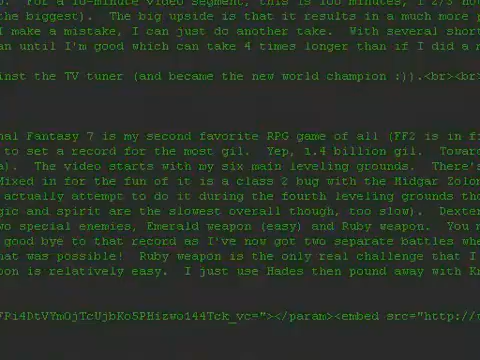 o.  For a 10-minute video segment, this is 100 minutes, 1 2/3 hou
the biggest).  The big upside is that it results in a much more p
I make a mistake, I can just do another take.  With several short
an until I'm good which can take 4 times longer than if I did a m
inst the TV tuner (and became the new world champion :)).<br><br>
nal Fantasy 7 is my second favorite RPG game of all (FF2 is in fi
to set a record for the most gil.  Yep, 1.4 billion gil.  Towar
a).  The video starts with my six main leveling grounds.  There's
Mixed in for the fun of it is a class 2 bug with the Midgar Zolom
actually attempt to do it during the fourth leveling grounds tho
gic and spirit are the slowest overall though, too slow).  Dexter
wo special enemies, Emerald weapon (easy) and Ruby weapon.  You m
good bye to that record as I've now got two separate battles whe
hat was possible!  Ruby weapon is the only real challenge that I
pon is relatively easy.  I just use Hades then pound away with Kn
></param><embed src="http://